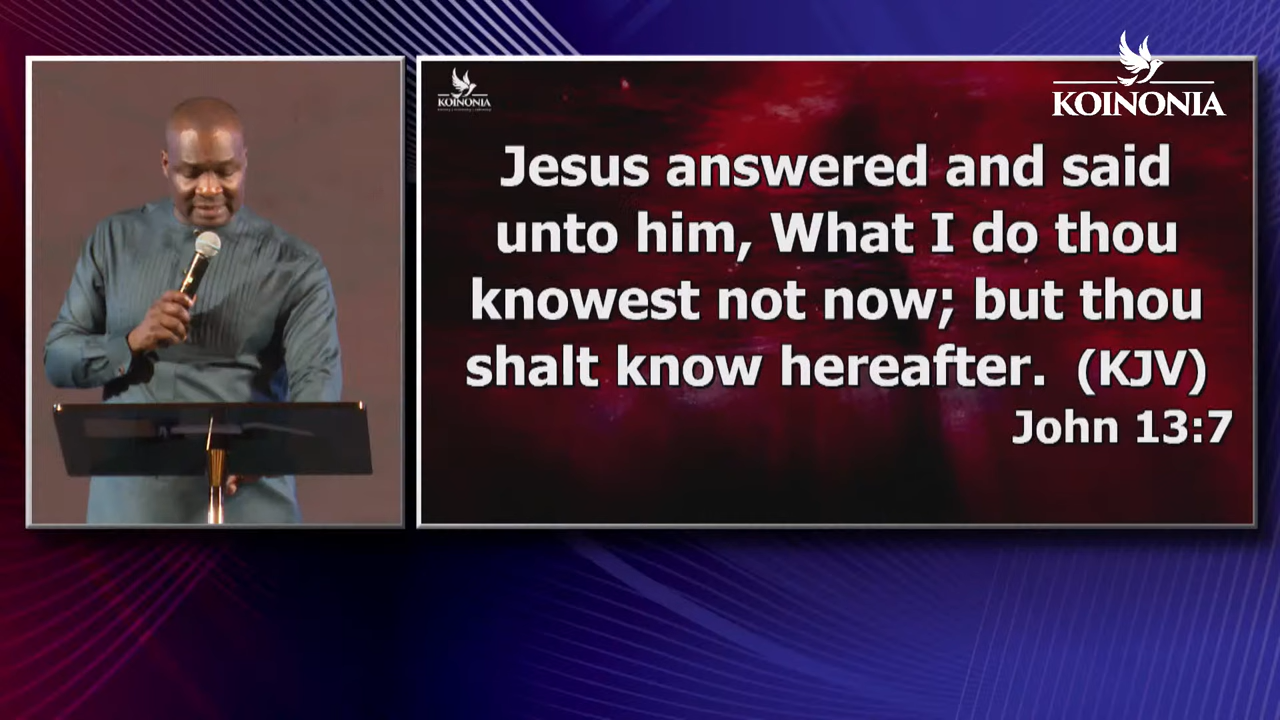 KOINONIA
KOINONIA
Jesus answered and said
unto him, What I do thou
knowest not now; but thou
shalt know hereafter. (KJV)
John 13:7